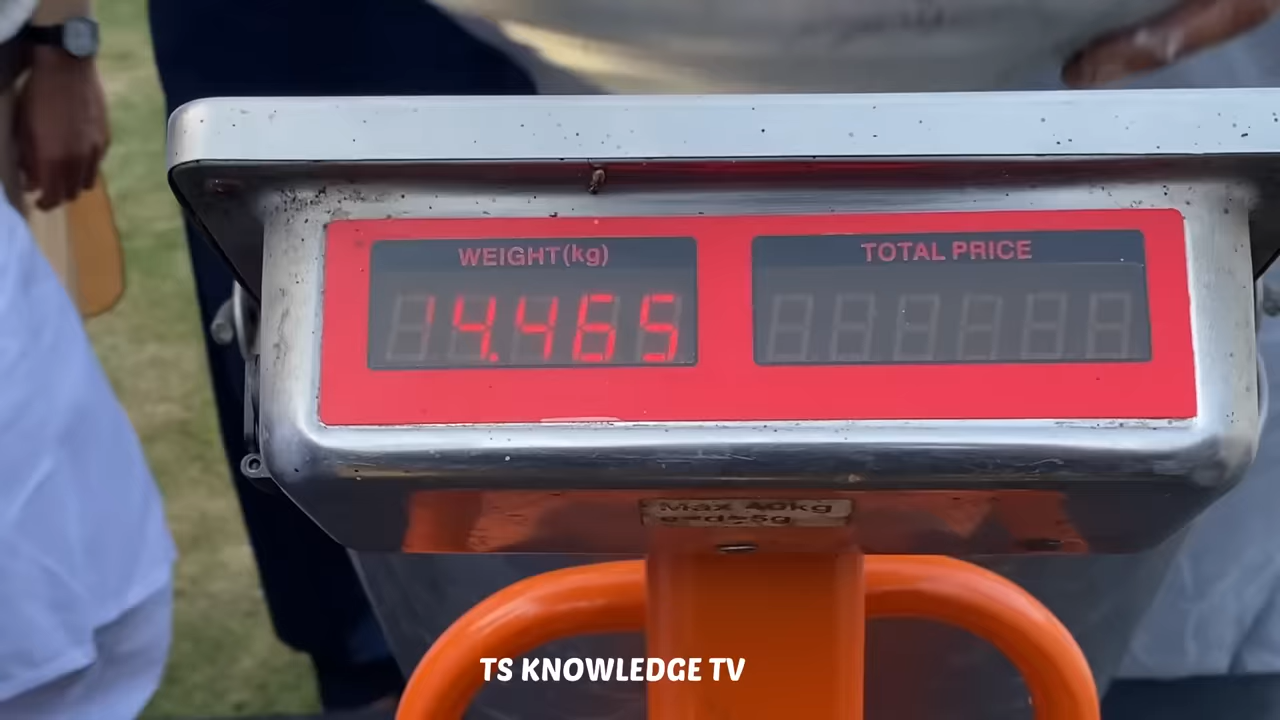 WEIGHT(kg)
TOTAL PRICE
14.465
Max 40kg
e=d=5g
TS KNOWLEDGE TV